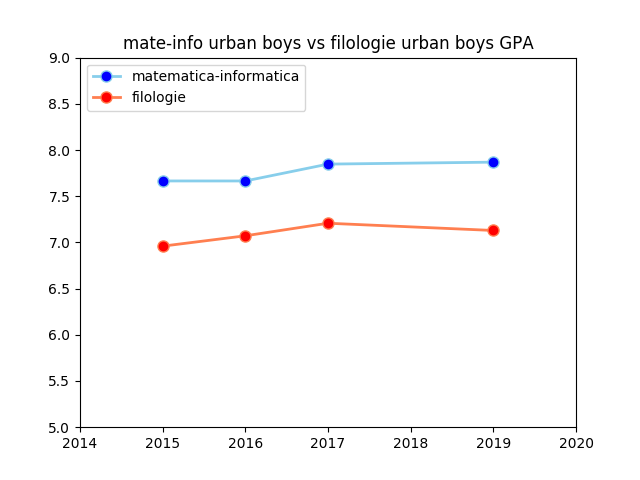 mate-info urban boys vs filologie urban boys GPA
matematica-informatica
filologie
9.0
8.5
8.0
7.5
7.0
6.5
6.0
5.5
5.0
2014 2015 2016 2017 2018 2019 2020